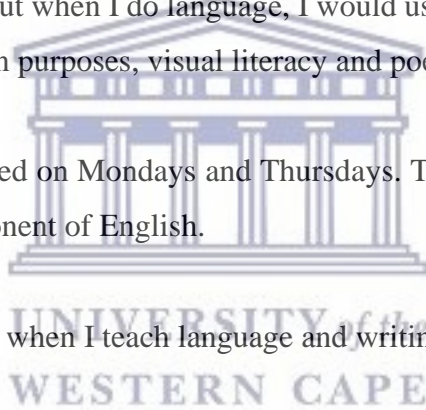 ut when I do language, I would us
n purposes, visual literacy and poe
ed on Mondays and Thursdays. T
onent of English.
when I teach language and writin
UNIVERSITY of the
WESTERN CAPE